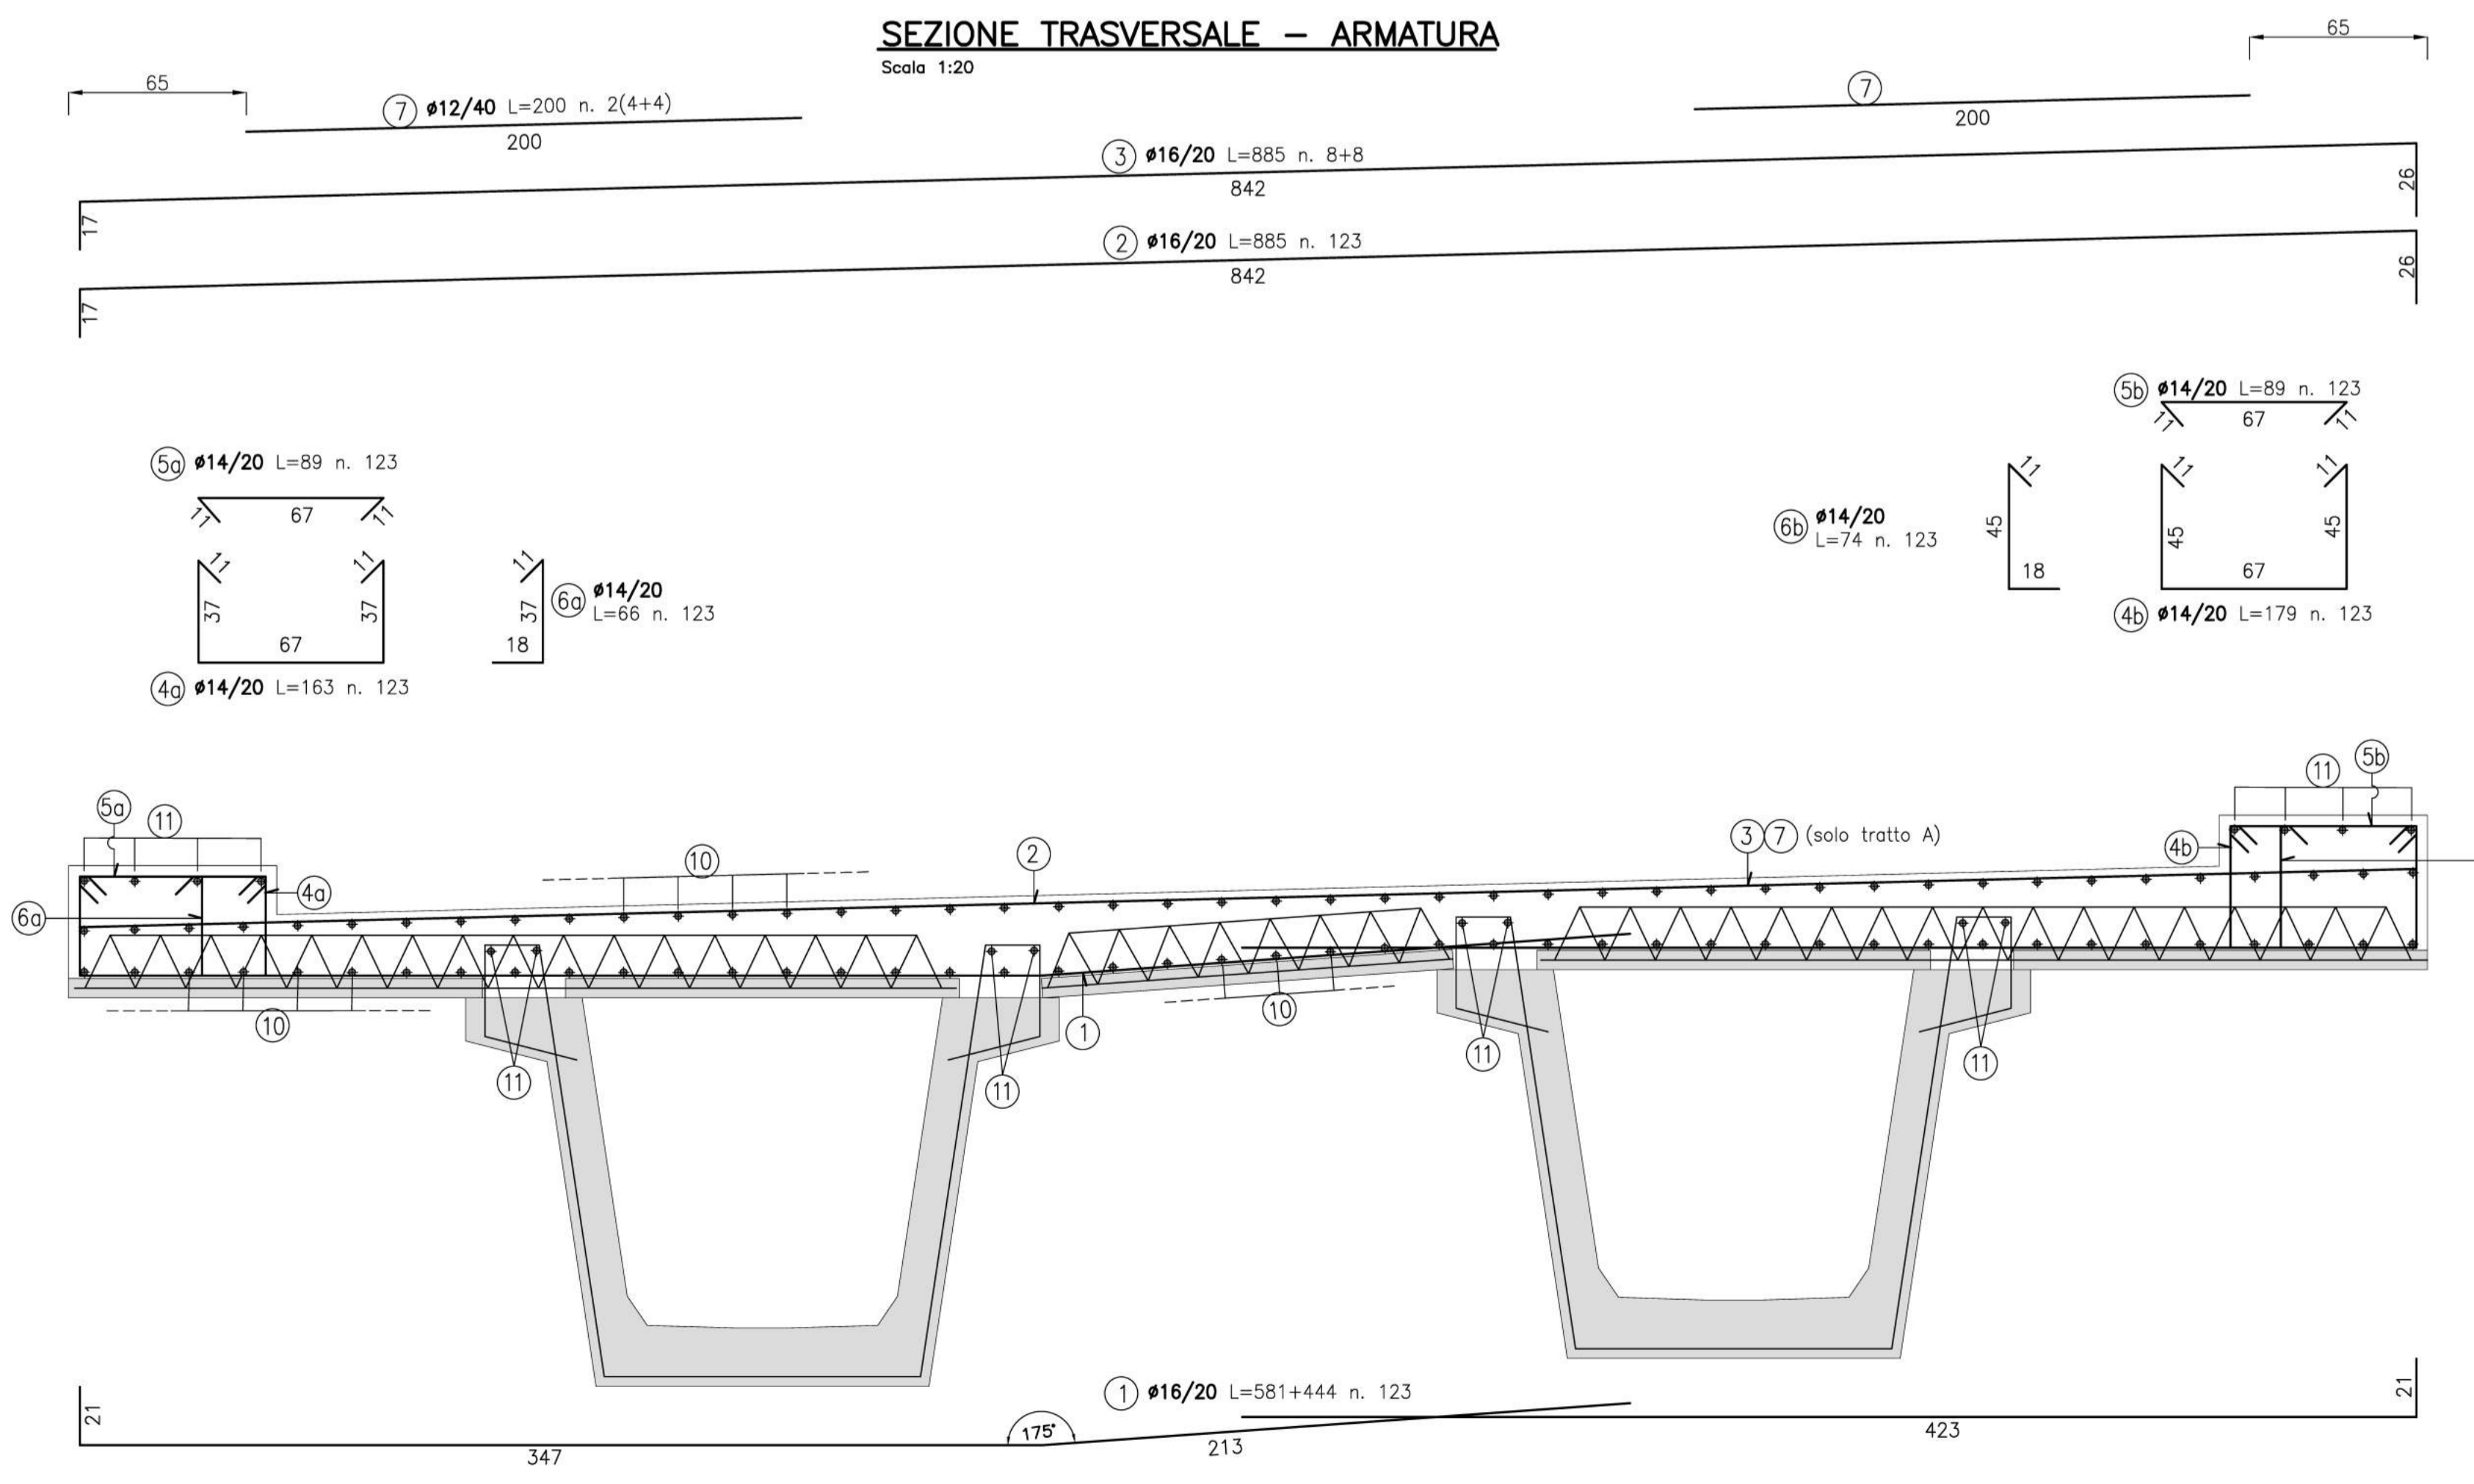 SEZIONE TRASVERSALE – ARMATURA
Scala 1:20
65
65
7 ø12/40 L=200 n. 2(4+4)
200
7
200
3 ø16/20 L=885 n. 8+8
842
17
26
2 ø16/20 L=885 n. 123
842
17
26
5a ø14/20 L=89 n. 123
11
67
11
11
11
37
37
67
4a ø14/20 L=163 n. 123
11
37
18
6a ø14/20
L=66 n. 123
5b ø14/20 L=89 n. 123
11
67
11
6b ø14/20
L=74 n. 123
11
45
18
11
11
45
45
67
4b ø14/20 L=179 n. 123
5a
11
4a
6a
10
2
3 7 (solo tratto A)
4b
11
5b
10
11
11
1
10
11
11
1 ø16/20 L=581+444 n. 123
21
21
175°
347
213
423